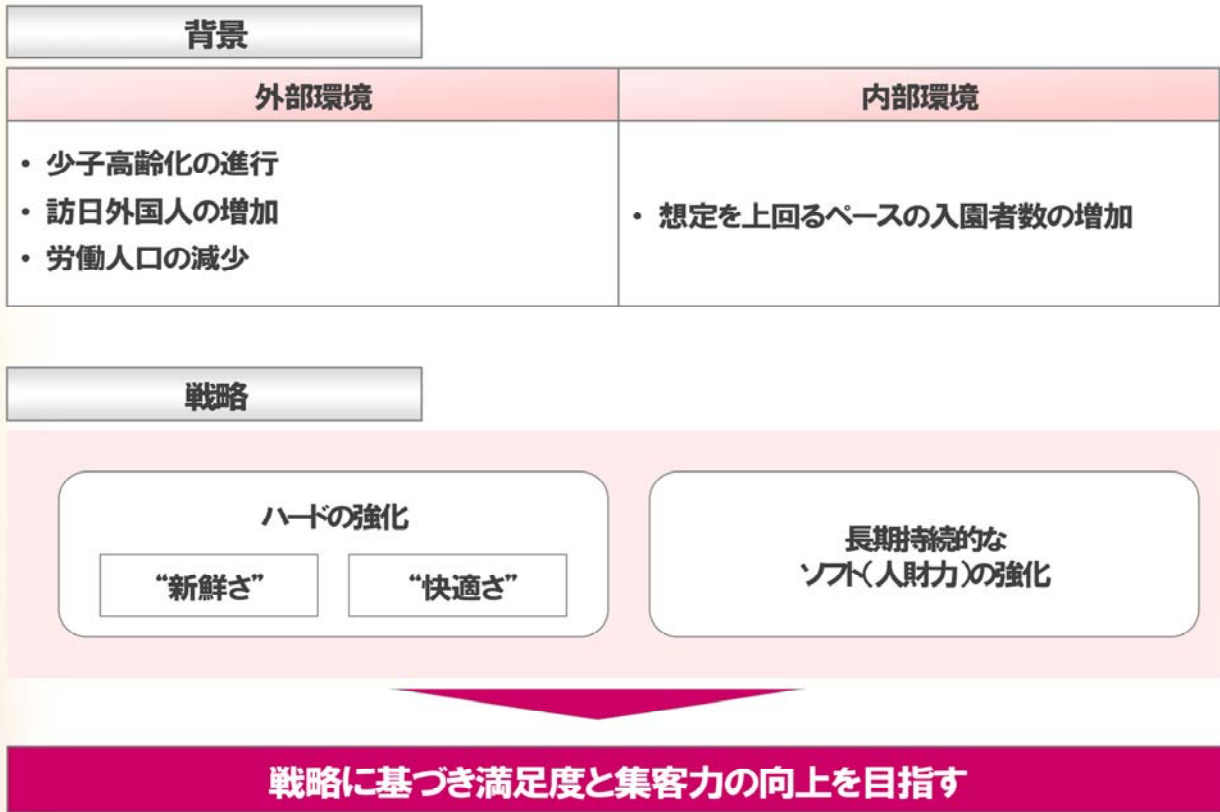 背景
外部環境
内部環境
・ 少子高齢化の進行
・ 訪日外国人の増加
・ 労働人口の減少
・ 想定を上回るペースの入園者数の増加
戦略
ハードの強化
“新鮮さ”
“快適さ”
長期持続的な
ソフト(人財力)の強化
戦略に基づき満足度と集客力の向上を目指す